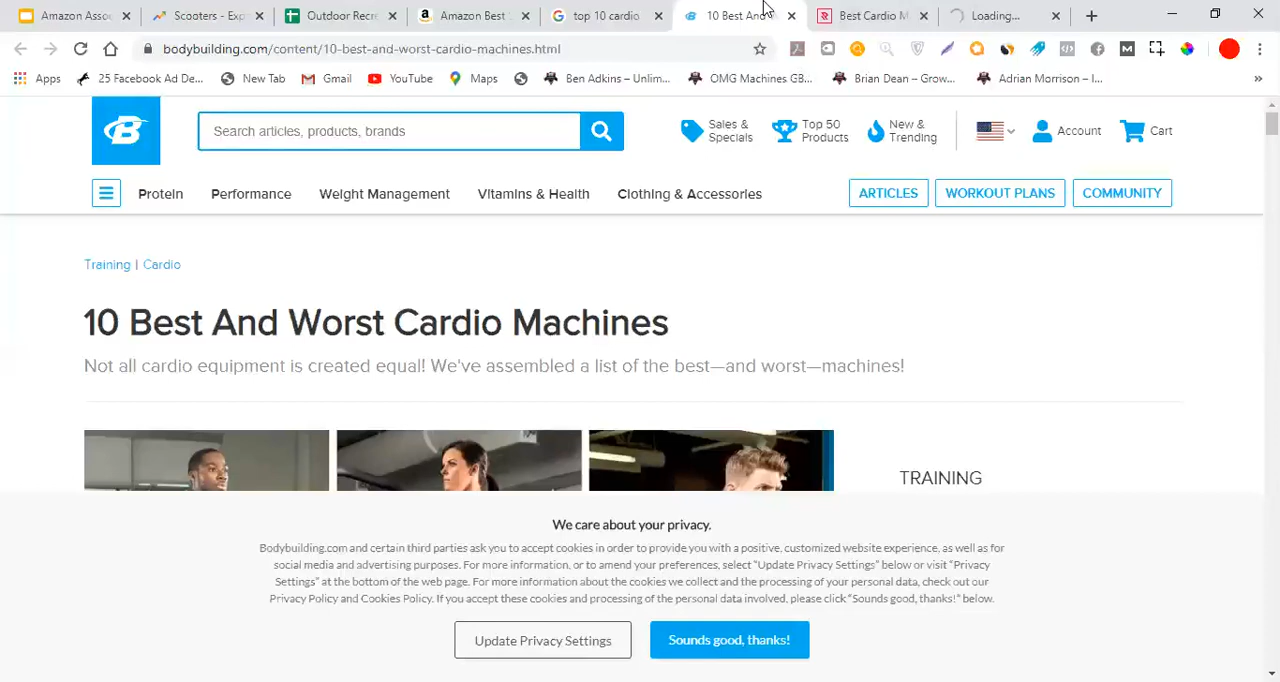 Amazon Asso
Scooters - Exp
Outdoor Recre
Amazon Best
top 10 cardio
10 Best And
Best Cardio M
Loading...
bodybuilding.com/content/10-best-and-worst-cardio-machines.html
Apps
25 Facebook Ad De...
New Tab
Gmail
YouTube
Maps
Ben Adkins – Unlim...
OMG Machines GB...
Brian Dean – Grow...
Adrian Morrison – I...
Search articles, products, brands
Sales &
Specials
Top 50
Products
New &
Trending
Account
Cart
Protein
Performance
Weight Management
Vitamins & Health
Clothing & Accessories
ARTICLES
WORKOUT PLANS
COMMUNITY
Training | Cardio
10 Best And Worst Cardio Machines
Not all cardio equipment is created equal! We've assembled a list of the best—and worst—machines!
TRAINING
We care about your privacy.
Bodybuilding.com and certain third parties ask you to accept cookies in order to provide you with a positive, customized website experience, as well as for
social media and advertising purposes. For more information, or to amend your preferences, select "Update Privacy Settings" below or visit "Privacy
Settings" at the bottom of the web page. For more information about the cookies we collect and the processing of your personal data, check out our
Privacy Policy and Cookies Policy. If you accept these cookies and processing of the personal data involved, please click "Sounds good, thanks!" below.
Update Privacy Settings
Sounds good, thanks!